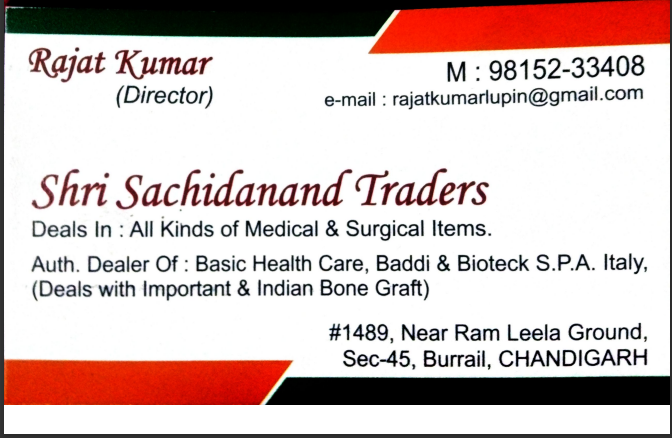 Rajat Kumar
(Director)
M : 98152-33408
e-mail : rajatkumarlupin@gmail.com
Shri Sachidanand Traders
Deals In : All Kinds of Medical & Surgical Items.
Auth. Dealer Of : Basic Health Care, Baddi & Bioteck S.P.A. Italy,
(Deals with Important & Indian Bone Graft)
#1489, Near Ram Leela Ground,
Sec-45, Burrail, CHANDIGARH